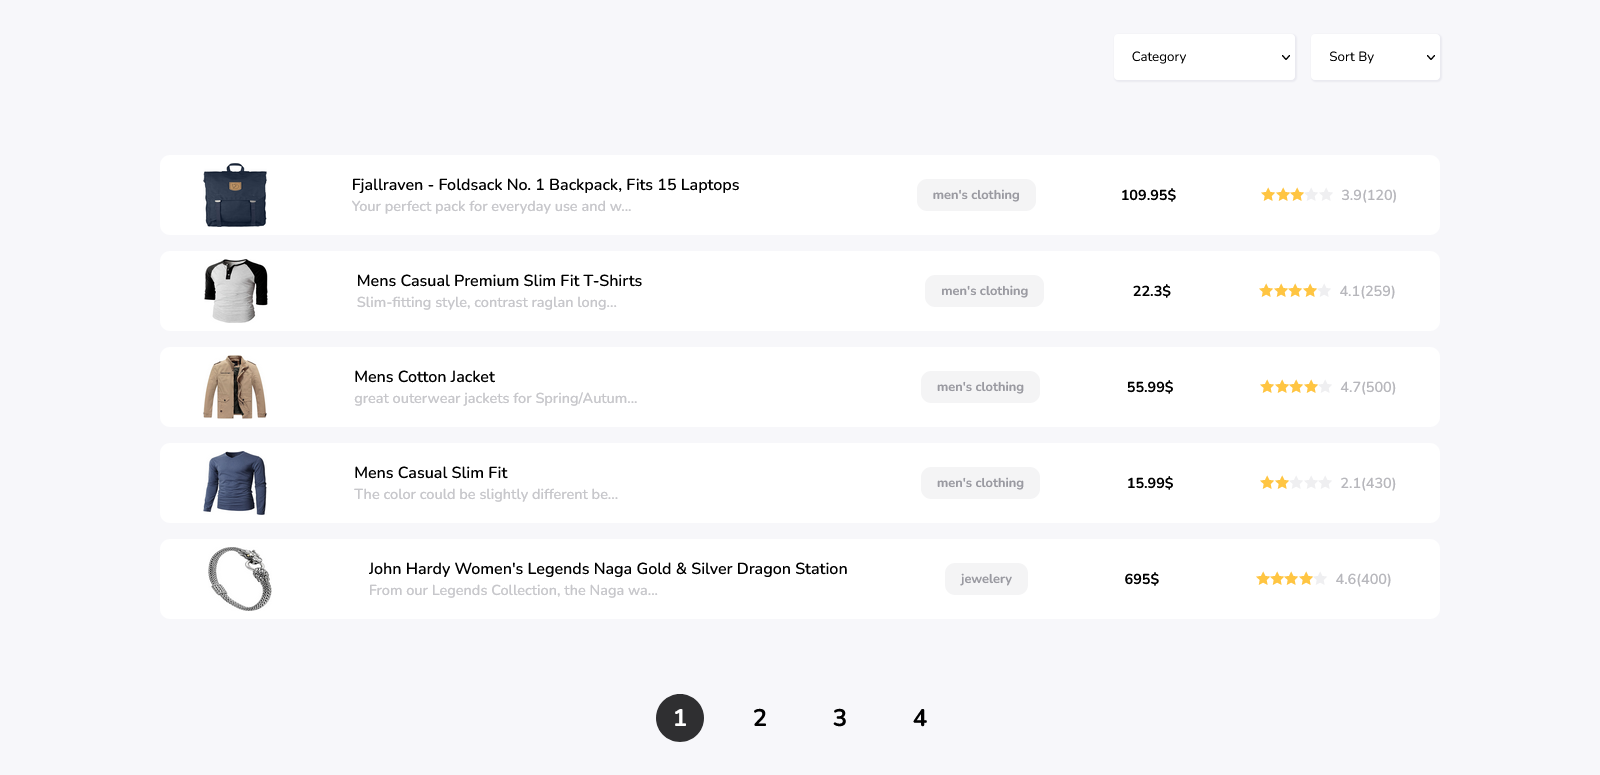 Category
Sort By
Fjallraven - Foldsack No. 1 Backpack, Fits 15 Laptops
Your perfect pack for everyday use and w...
men's clothing
109.95$
3.9(120)
Mens Casual Premium Slim Fit T-Shirts
Slim-fitting style, contrast raglan long...
men's clothing
22.3$
4.1(259)
Mens Cotton Jacket
great outerwear jackets for Spring/Autum...
men's clothing
55.99$
4.7(500)
Mens Casual Slim Fit
The color could be slightly different be...
men's clothing
15.99$
2.1(430)
John Hardy Women's Legends Naga Gold & Silver Dragon Station
From our Legends Collection, the Naga wa...
jewelery
695$
4.6(400)
1 2 3 4